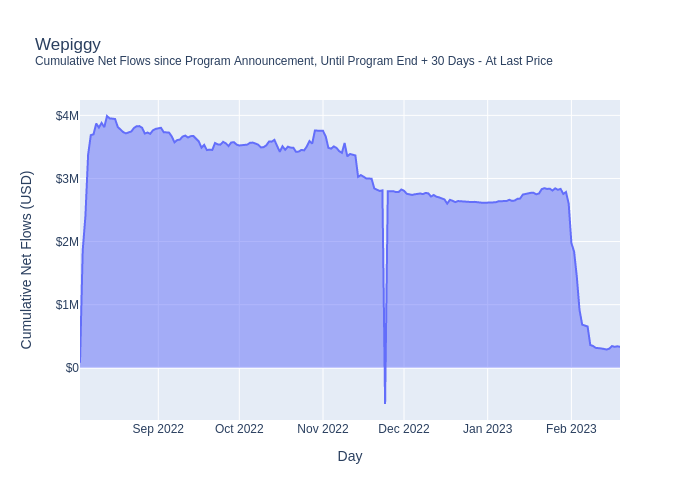 Wepiggy
Cumulative Net Flows since Program Announcement, Until Program End + 30 Days - At Last Price
Cumulative Net Flows (USD)
$4M
$3M
$2M
$1M
$0
Sep 2022
Oct 2022
Nov 2022
Dec 2022
Jan 2023
Feb 2023
Day